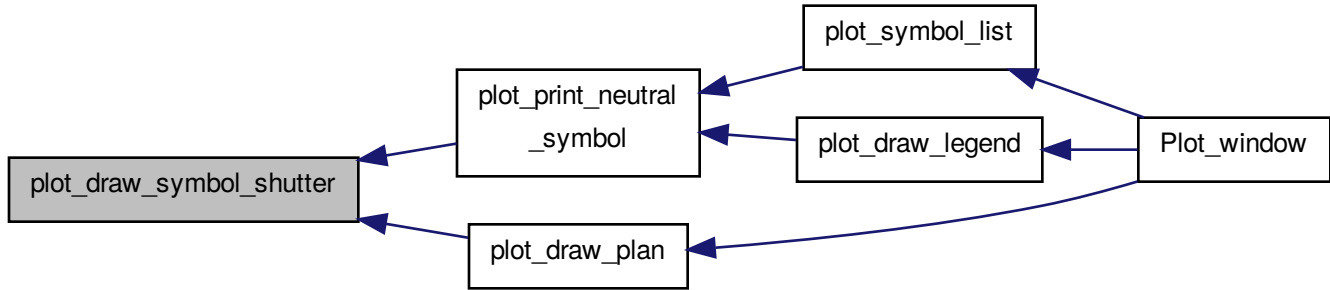 plot_draw_symbol_shutter
plot_print_neutral
_symbol
plot_symbol_list
plot_draw_legend
Plot_window
plot_draw_plan